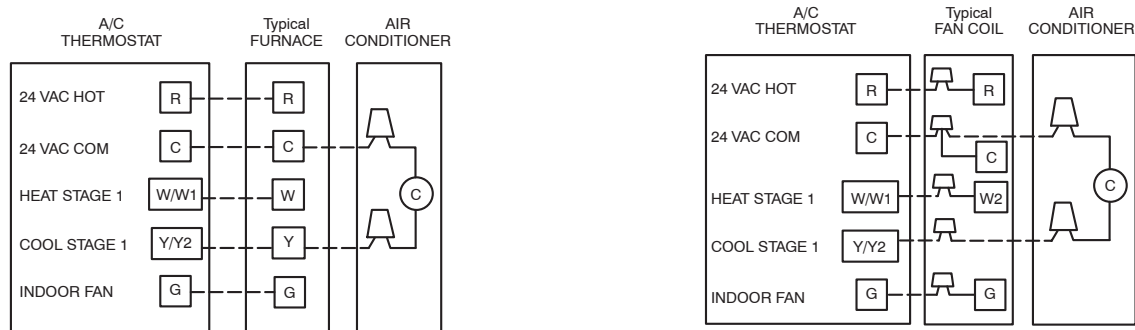 A/C
THERMOSTAT
Typical
FURNACE
AIR
CONDITIONER
24 VAC HOT
R
R
24 VAC COM
C
C
HEAT STAGE 1
W/W1
W
C
COOL STAGE 1
Y/Y2
Y
INDOOR FAN
G
G
A/C
THERMOSTAT
Typical
FAN COIL
AIR
CONDITIONER
24 VAC HOT
R
R
24 VAC COM
C
C
HEAT STAGE 1
W/W1
W2
C
COOL STAGE 1
Y/Y2
INDOOR FAN
G
G